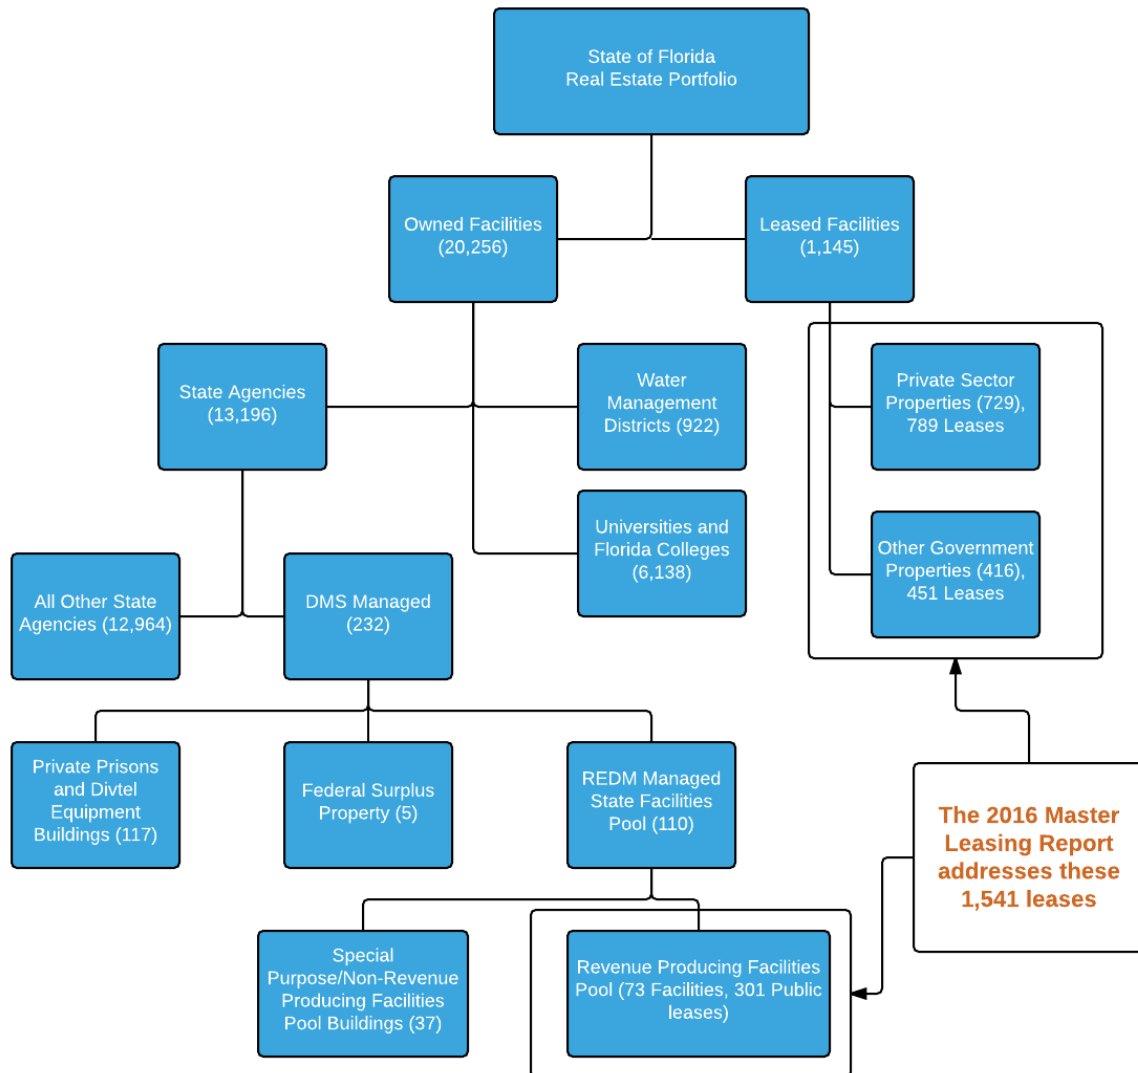 State of Florida
Real Estate Portfolio
Owned Facilities
(20,256)
Leased Facilities
(1,145)
State Agencies
(13,196)
Water
Management
Districts (922)
Private Sector
Properties (729),
789 Leases
Universities and
Florida Colleges
(6,138)
Other Government
Properties (416),
451 Leases
All Other State
Agencies (12,964)
DMS Managed
(232)
Private Prisons
and Divtel
Equipment
Buildings (117)
Federal Surplus
Property (5)
REDM Managed
State Facilities
Pool (110)
The 2016 Master
Leasing Report
addresses these
1,541 leases
Special
Purpose/Non-Revenue
Producing Facilities
Pool Buildings (37)
Revenue Producing Facilities
Pool (73 Facilities, 301 Public
leases)